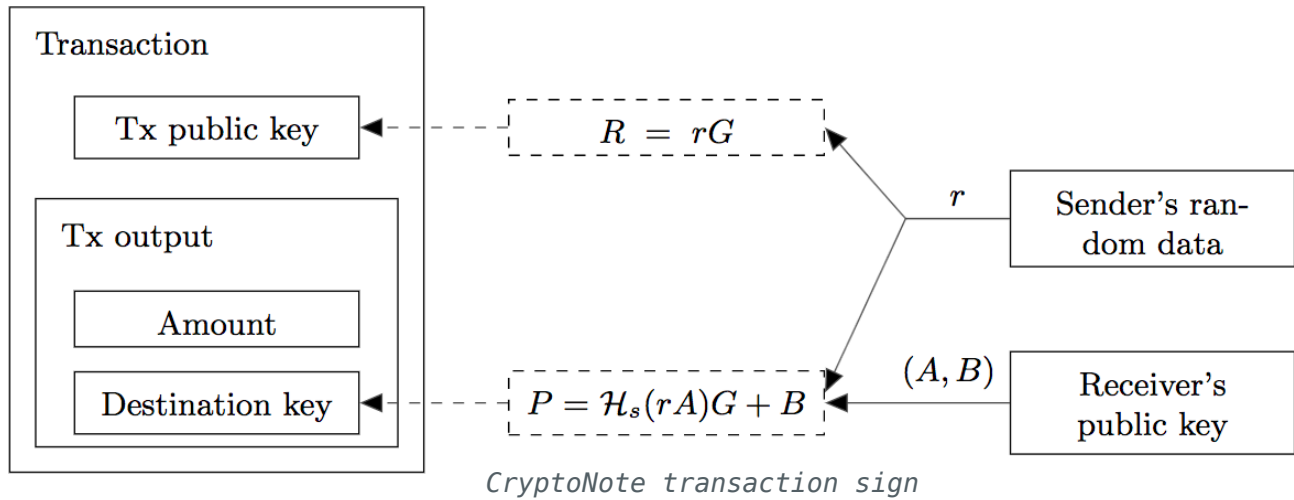 Transaction
Tx public key
R = rG
r
Sender's ran-
dom data
Tx output
Amount
Destination key
P = ℋₛ(rA)G + B
(A, B)
Receiver's
public key
CryptoNote transaction sign